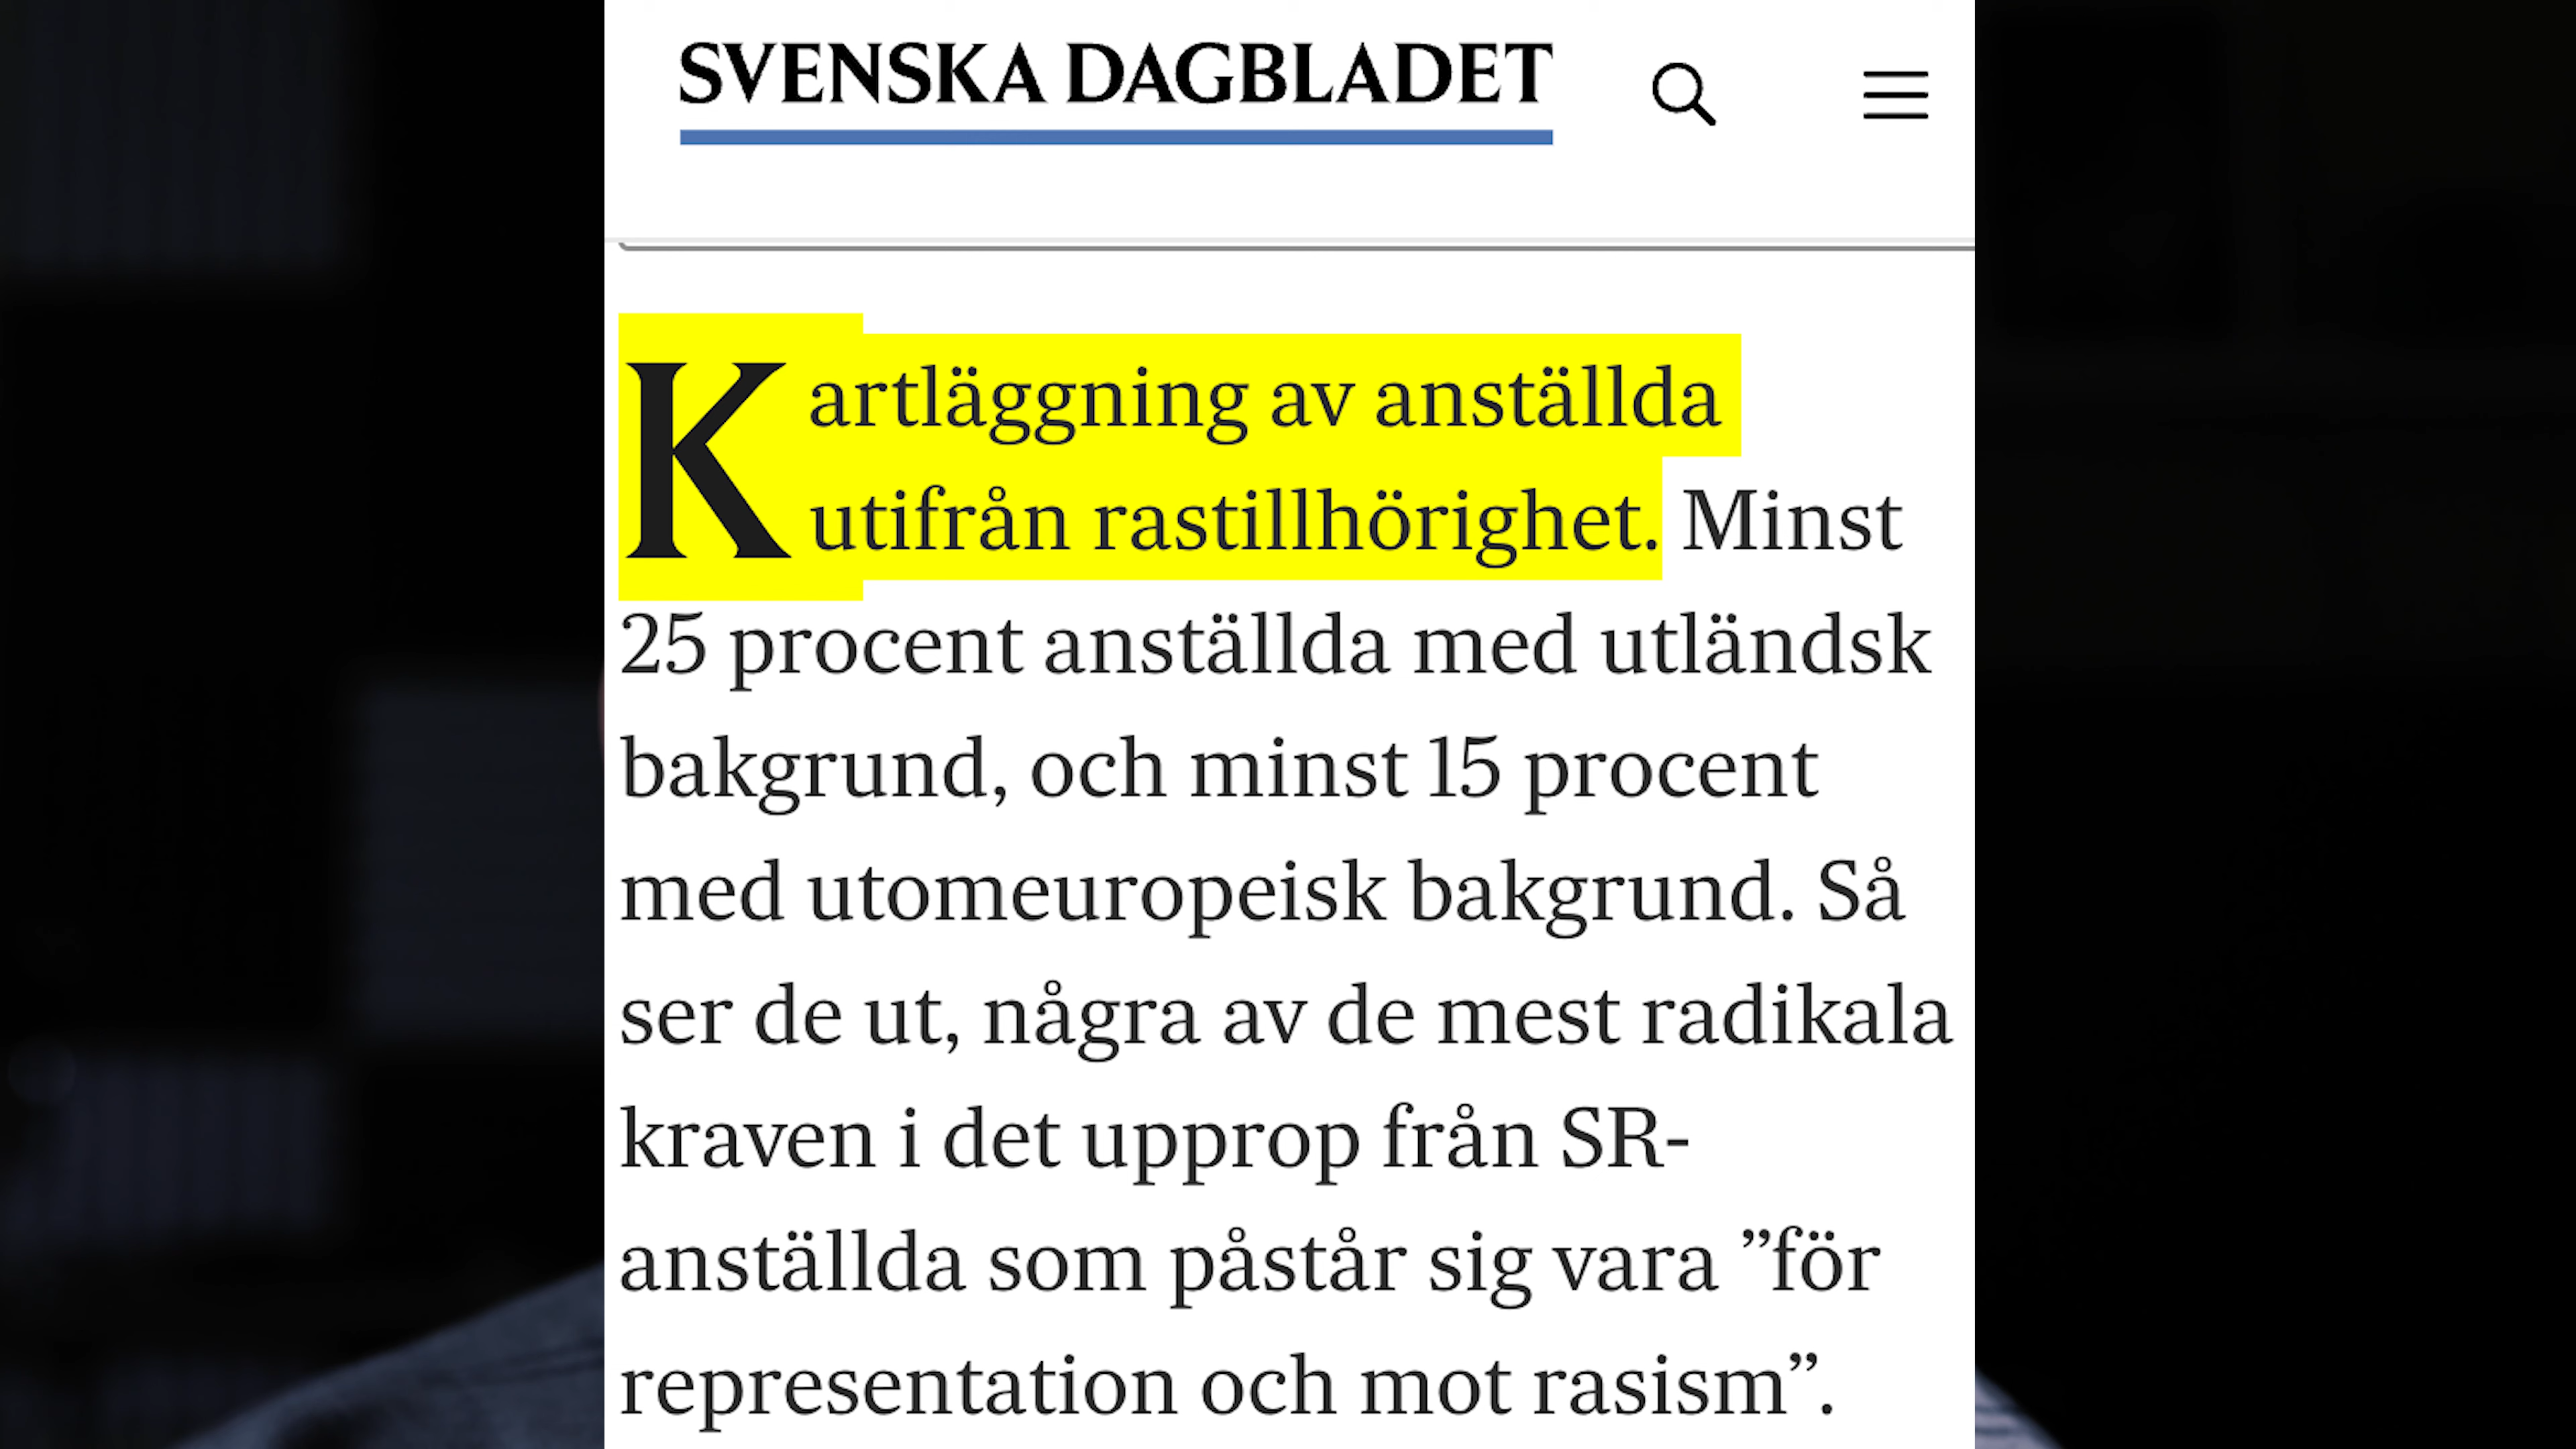 SVENSKA DAGBLADET
Kartläggning av anställda
utifrån rastillhörighet. Minst
25 procent anställda med utländsk
bakgrund, och minst 15 procent
med utomeuropeisk bakgrund. Så
ser de ut, några av de mest radikala
kraven i det upprop från SR-
anställda som påstår sig vara ”för
representation och mot rasism”.